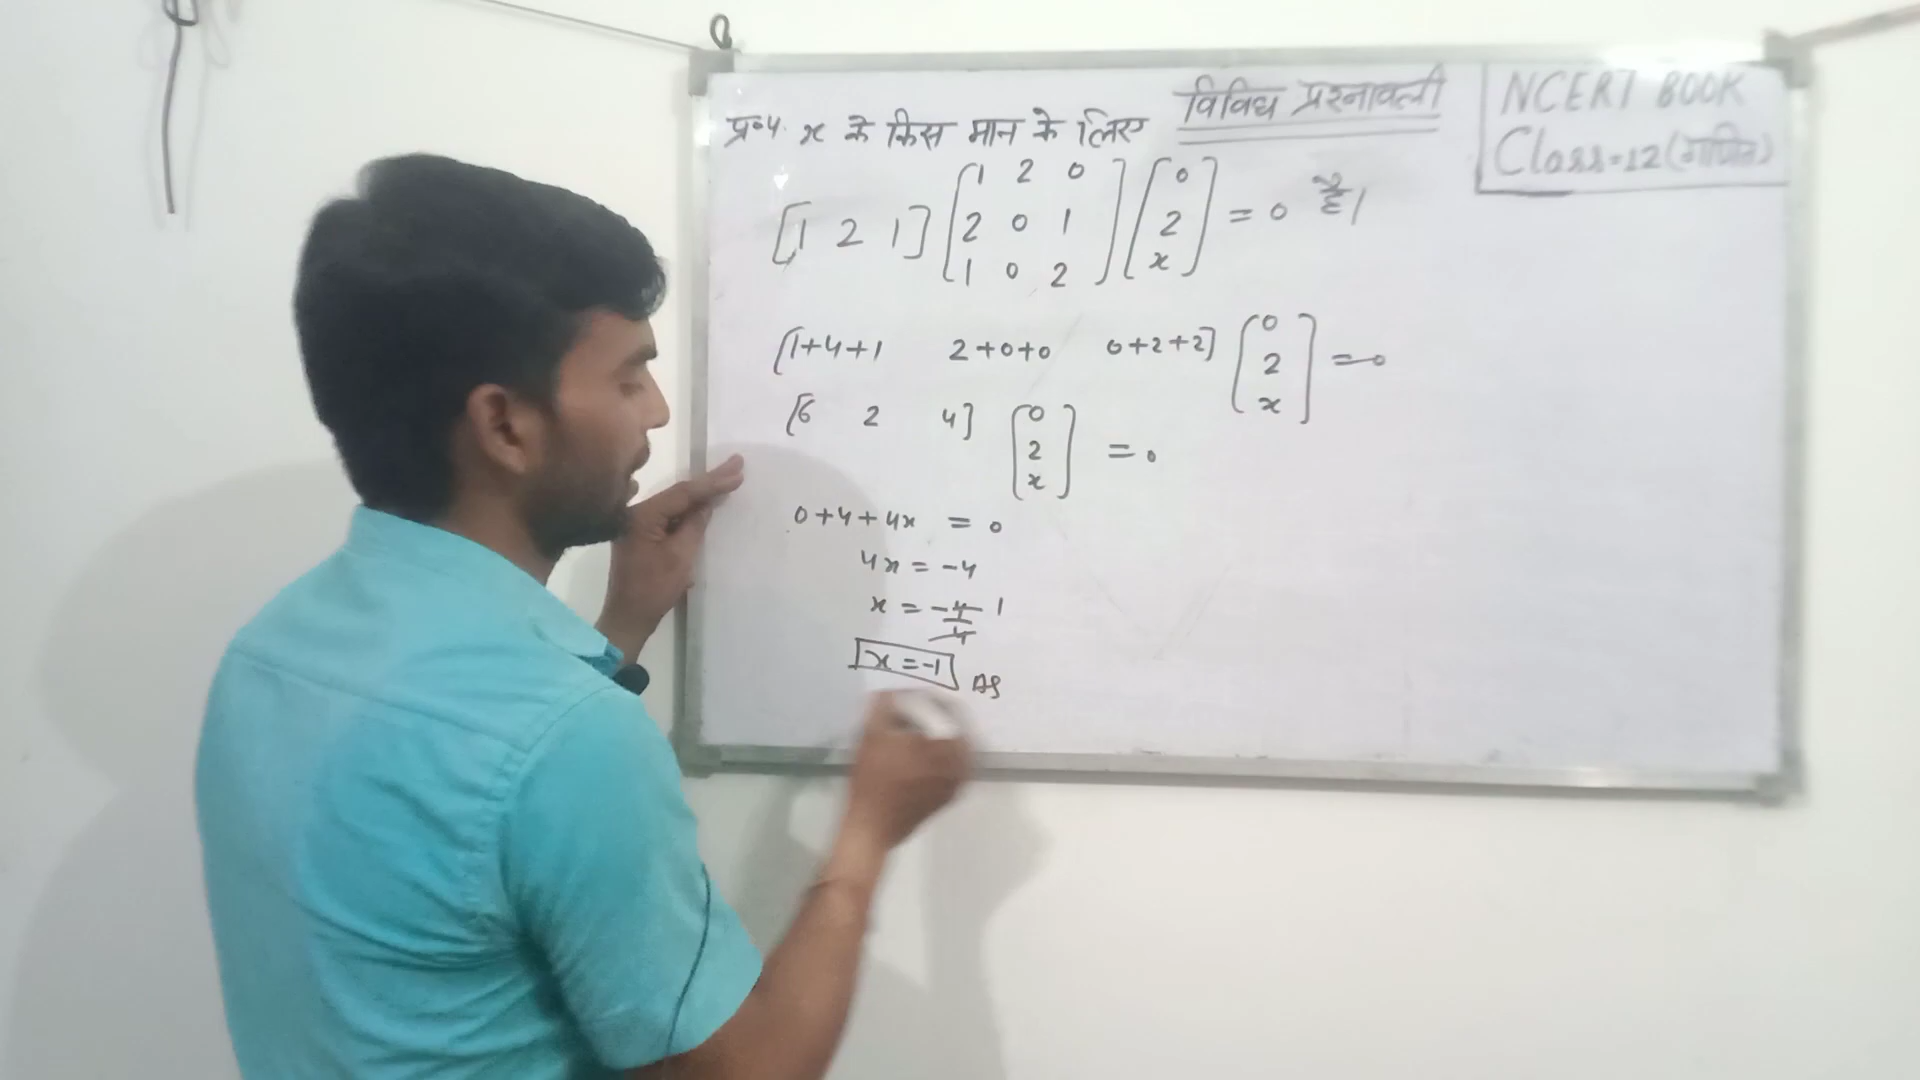 विविध प्रश्नावली
NCERT BOOK
Class-12 (गणित)
प्र०4. x के किस मान के लिए
[1 2 1] [1 2 0
2 0 1
1 0 2] [0
2
x] = 0 है।
[1+4+1 2+0+0 0+2+2] [0
2
x] = 0
[6 2 4] [0
2
x] = 0
0+4+4x = 0
4x = -4
x = -4/4 1
x = -1 As